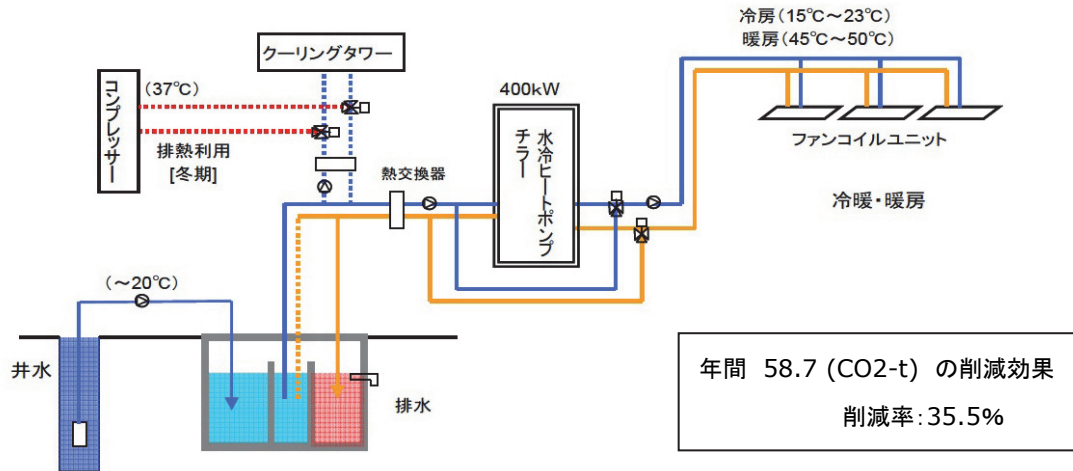 冷房(15℃～23℃)
暖房(45℃～50℃)
クーリングタワー
コンプレッサー
(37℃)
400kW
水冷ヒートポンプ
チラー
ファンコイルユニット
排熱利用
[冬期]
熱交換器
冷暖・暖房
(～20℃)
井水
排水
年間 58.7 (CO2-t) の削減効果
削減率:35.5%